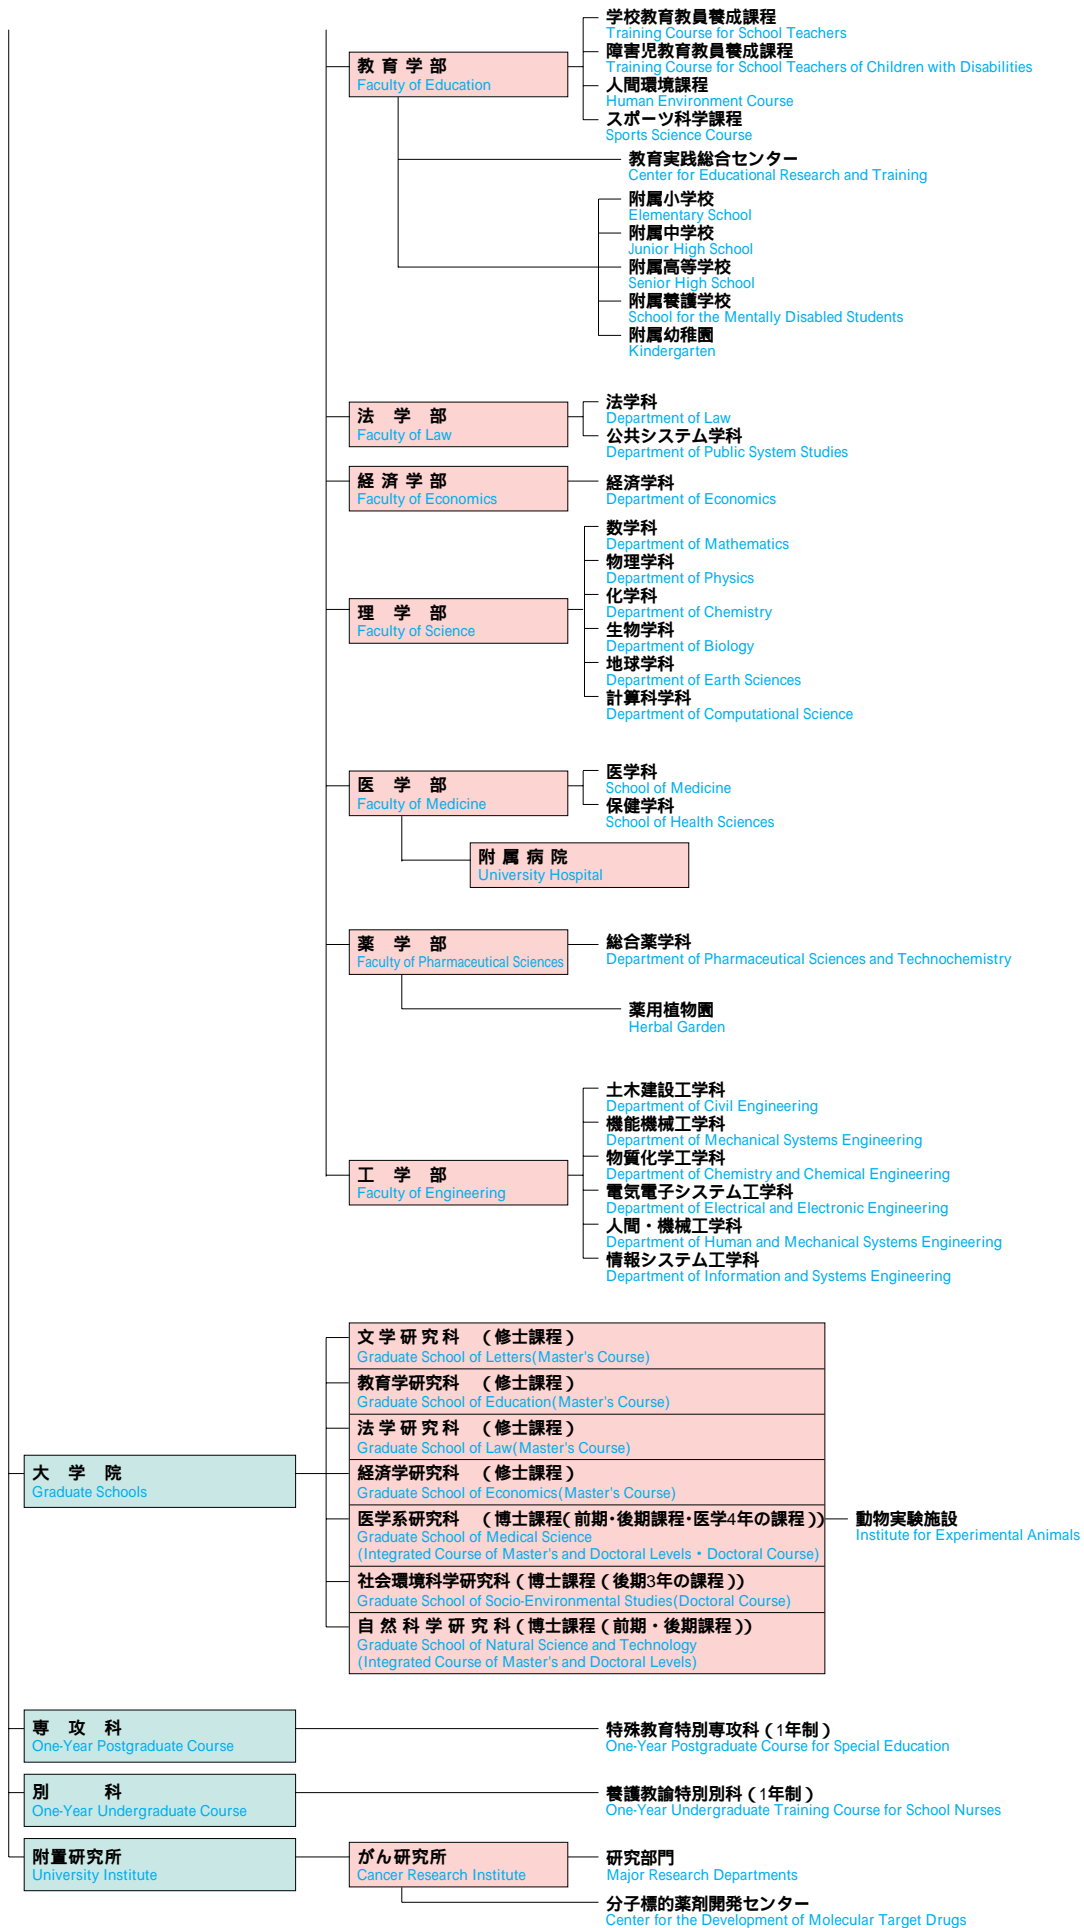 学校教育教員養成課程
Training Course for School Teachers
障害児教育教員養成課程
Training Course for School Teachers of Children with Disabilities
教育学部
Faculty of Education
人間環境課程
Human Environment Course
スポーツ科学課程
Sports Science Course
教育実践総合センター
Center for Educational Research and Training
附属小学校
Elementary School
附属中学校
Junior High School
附属高等学校
Senior High School
附属養護学校
School for the Mentally Disabled Students
附属幼稚園
Kindergarten
法学部
Faculty of Law
法学科
Department of Law
公共システム学科
Department of Public System Studies
経済学部
Faculty of Economics
経済学科
Department of Economics
理学部
Faculty of Science
数学科
Department of Mathematics
物理学科
Department of Physics
化学科
Department of Chemistry
生物学科
Department of Biology
地球学科
Department of Earth Sciences
計算科学科
Department of Computational Science
医学部
Faculty of Medicine
医学科
School of Medicine
保健学科
School of Health Sciences
附属病院
University Hospital
薬学部
Faculty of Pharmaceutical Sciences
総合薬学科
Department of Pharmaceutical Sciences and Technochemistry
薬用植物園
Herbal Garden
工学部
Faculty of Engineering
土木建設工学科
Department of Civil Engineering
機能機械工学科
Department of Mechanical Systems Engineering
物質化学工学科
Department of Chemistry and Chemical Engineering
電気電子システム工学科
Department of Electrical and Electronic Engineering
人間・機械工学科
Department of Human and Mechanical Systems Engineering
情報システム工学科
Department of Information and Systems Engineering
大学院
Graduate Schools
文学研究科 (修士課程)
Graduate School of Letters(Master's Course)
教育学研究科 (修士課程)
Graduate School of Education(Master's Course)
法学研究科 (修士課程)
Graduate School of Law(Master's Course)
経済学研究科 (修士課程)
Graduate School of Economics(Master's Course)
医学系研究科 (博士課程(前期・後期課程・医学4年の課程))
Graduate School of Medical Science
(Integrated Course of Master's and Doctoral Levels・Doctoral Course)
動物実験施設
Institute for Experimental Animals
社会環境科学研究科(博士課程(後期3年の課程))
Graduate School of Socio-Environmental Studies(Doctoral Course)
自然科学研究科(博士課程(前期・後期課程))
Graduate School of Natural Science and Technology
(Integrated Course of Master's and Doctoral Levels)
専攻科
One-Year Postgraduate Course
特殊教育特別専攻科(1年制)
One-Year Postgraduate Course for Special Education
別科
One-Year Undergraduate Course
養護教諭特別別科(1年制)
One-Year Undergraduate Training Course for School Nurses
附置研究所
University Institute
がん研究所
Cancer Research Institute
研究部門
Major Research Departments
分子標的薬剤開発センター
Center for the Development of Molecular Target Drugs